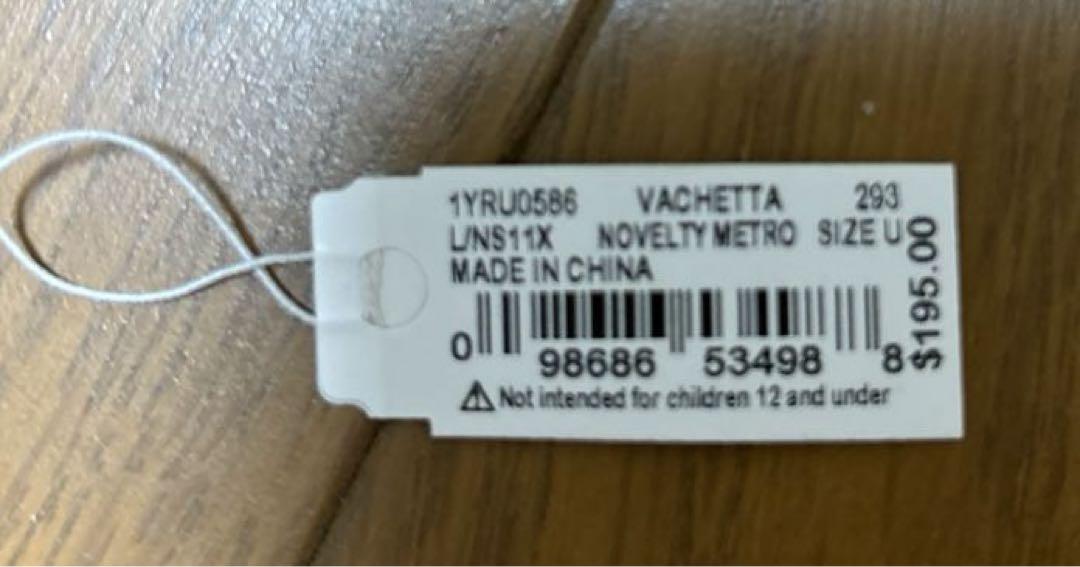 1YRU0586 VACHETTA 293
L/NS11X NOVELTY METRO SIZE U
MADE IN CHINA
$195.00
0 98686 53498 8
⚠ Not intended for children 12 and under